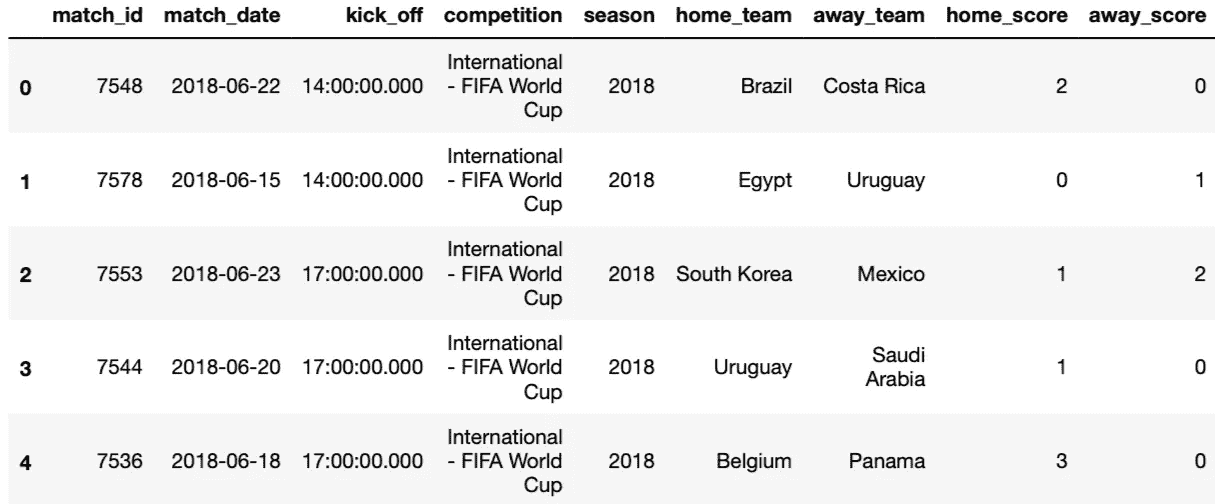 match_id match_date kick_off competition season home_team away_team home_score away_score
0 7548 2018-06-22 14:00:00.000 International - FIFA World Cup 2018 Brazil Costa Rica 2 0
1 7578 2018-06-15 14:00:00.000 International - FIFA World Cup 2018 Egypt Uruguay 0 1
2 7553 2018-06-23 17:00:00.000 International - FIFA World Cup 2018 South Korea Mexico 1 2
3 7544 2018-06-20 17:00:00.000 International - FIFA World Cup 2018 Uruguay Saudi Arabia 1 0
4 7536 2018-06-18 17:00:00.000 International - FIFA World Cup 2018 Belgium Panama 3 0